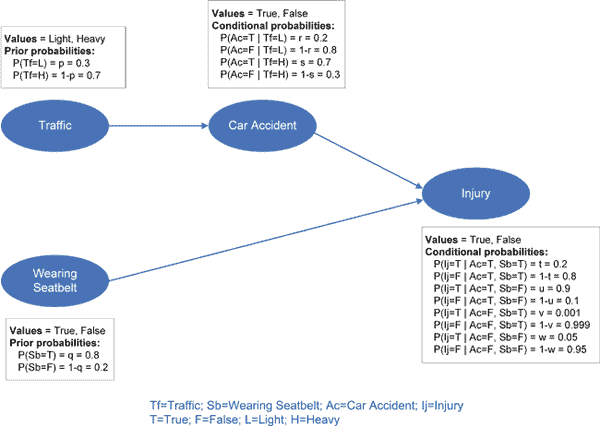 Values = Light, Heavy
Prior probabilities:
P(Tf=L) = p = 0.3
P(Tf=H) = 1-p = 0.7
Values = True, False
Conditional probabilities:
P(Ac=T | Tf=L) = r = 0.2
P(Ac=F | Tf=L) = 1-r = 0.8
P(Ac=T | Tf=H) = s = 0.7
P(Ac=F | Tf=H) = 1-s = 0.3
Traffic
Car Accident
Injury
Values = True, False
Conditional probabilities:
P(Ij=T | Ac=T, Sb=T) = t = 0.2
P(Ij=F | Ac=T, Sb=T) = 1-t = 0.8
P(Ij=T | Ac=T, Sb=F) = u = 0.9
P(Ij=F | Ac=T, Sb=F) = 1-u = 0.1
P(Ij=T | Ac=F, Sb=T) = v = 0.001
P(Ij=F | Ac=F, Sb=T) = 1-v = 0.999
P(Ij=T | Ac=F, Sb=F) = w = 0.05
P(Ij=F | Ac=F, Sb=F) = 1-w = 0.95
Wearing
Seatbelt
Values = True, False
Prior probabilities:
P(Sb=T) = q = 0.8
P(Sb=F) = 1-q = 0.2
Tf=Traffic; Sb=Wearing Seatbelt; Ac=Car Accident; Ij=Injury
T=True; F=False; L=Light; H=Heavy